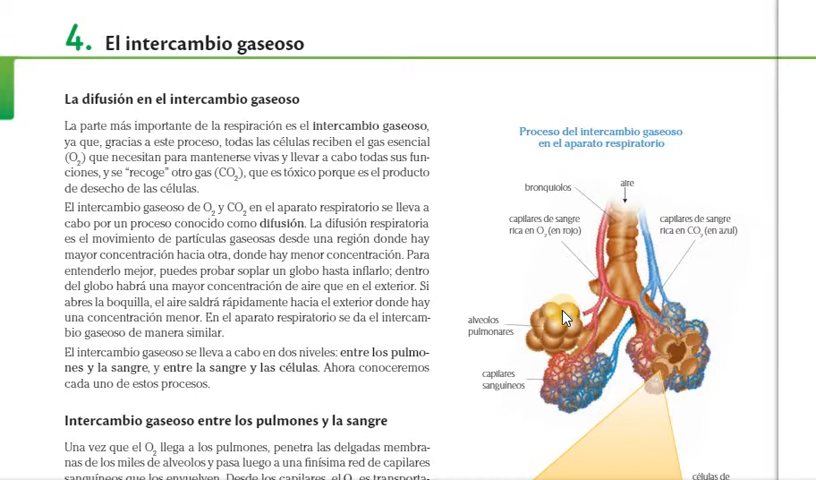 4. El intercambio gaseoso
La difusión en el intercambio gaseoso
La parte más importante de la respiración es el intercambio gaseoso,
ya que, gracias a este proceso, todas las células reciben el gas esencial
(O₂) que necesitan para mantenerse vivas y llevar a cabo todas sus fun-
ciones, y se “recoge” otro gas (CO₂), que es tóxico porque es el producto
de desecho de las células.
El intercambio gaseoso de O₂ y CO₂ en el aparato respiratorio se lleva a
cabo por un proceso conocido como difusión. La difusión respiratoria
es el movimiento de partículas gaseosas desde una región donde hay
mayor concentración hacia otra, donde hay menor concentración. Para
entenderlo mejor, puedes probar soplar un globo hasta inflarlo; dentro
del globo habrá una mayor concentración de aire que en el exterior. Si
abres la boquilla, el aire saldrá rápidamente hacia el exterior donde hay
una concentración menor. En el aparato respiratorio se da el intercam-
bio gaseoso de manera similar.
El intercambio gaseoso se lleva a cabo en dos niveles: entre los pulmo-
nes y la sangre, y entre la sangre y las células. Ahora conoceremos
cada uno de estos procesos.
Intercambio gaseoso entre los pulmones y la sangre
Una vez que el O₂ llega a los pulmones, penetra las delgadas membra-
nas de los miles de alveolos y pasa luego a una finísima red de capilares
sanguíneos que los envuelven. Desde los capilares, el O₂ es transporta-
Proceso del intercambio gaseoso
en el aparato respiratorio
bronquiolos
aire
capilares de sangre
rica en O₂ (en rojo)
capilares de sangre
rica en CO₂ (en azul)
alveolos
pulmonares
capilares
sanguíneos
células de